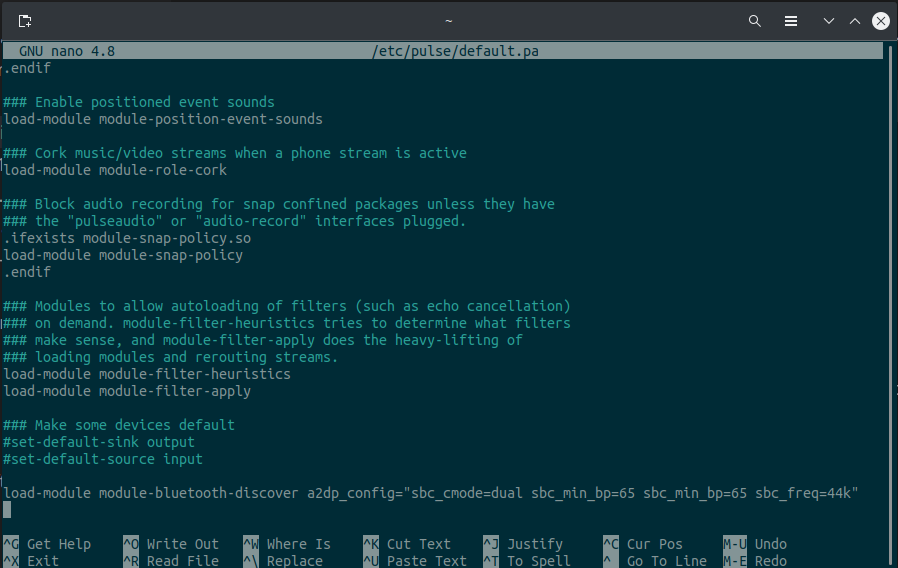 ~
GNU nano 4.8 /etc/pulse/default.pa
.endif
### Enable positioned event sounds
load-module module-position-event-sounds
### Cork music/video streams when a phone stream is active
load-module module-role-cork
### Block audio recording for snap confined packages unless they have
### the "pulseaudio" or "audio-record" interfaces plugged.
.ifexists module-snap-policy.so
load-module module-snap-policy
.endif
### Modules to allow autoloading of filters (such as echo cancellation)
### on demand. module-filter-heuristics tries to determine what filters
### make sense, and module-filter-apply does the heavy-lifting of
### loading modules and rerouting streams.
load-module module-filter-heuristics
load-module module-filter-apply
### Make some devices default
#set-default-sink output
#set-default-source input
load-module module-bluetooth-discover a2dp_config="sbc_cmode=dual sbc_min_bp=65 sbc_min_bp=65 sbc_freq=44k"
^G Get Help ^O Write Out ^W Where Is ^K Cut Text ^J Justify ^C Cur Pos M-U Undo
^X Exit ^R Read File ^\ Replace ^U Paste Text ^T To Spell ^_ Go To Line M-E Redo